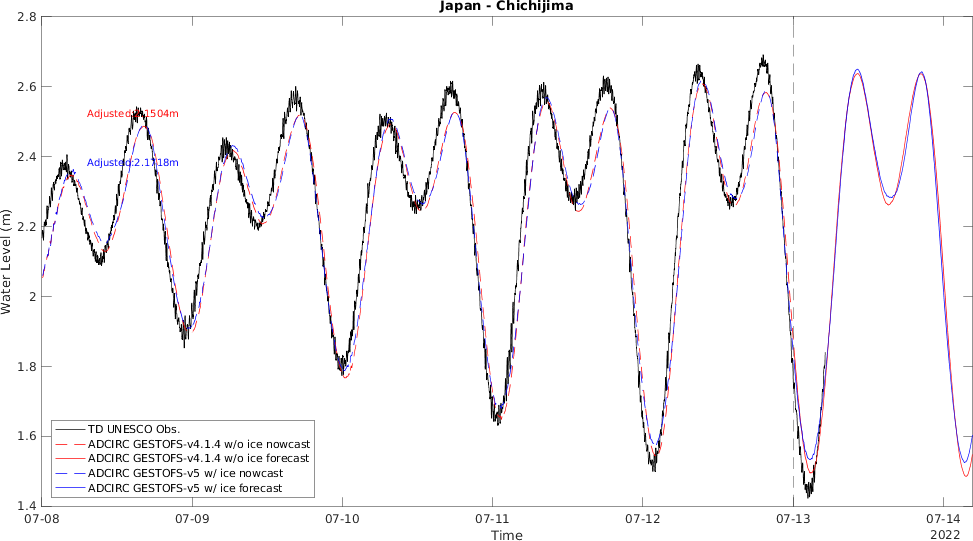 Japan - Chichijima
2.8
2.6
2.4
2.2
2
1.8
1.6
1.4
Water Level (m)
Adjusted:2.1504m
Adjusted:2.1718m
TD UNESCO Obs.
ADCIRC GESTOFS-v4.1.4 w/o ice nowcast
ADCIRC GESTOFS-v4.1.4 w/o ice forecast
ADCIRC GESTOFS-v5 w/ ice nowcast
ADCIRC GESTOFS-v5 w/ ice forecast
07-08
07-09
07-10
07-11
07-12
07-13
07-14
Time
2022